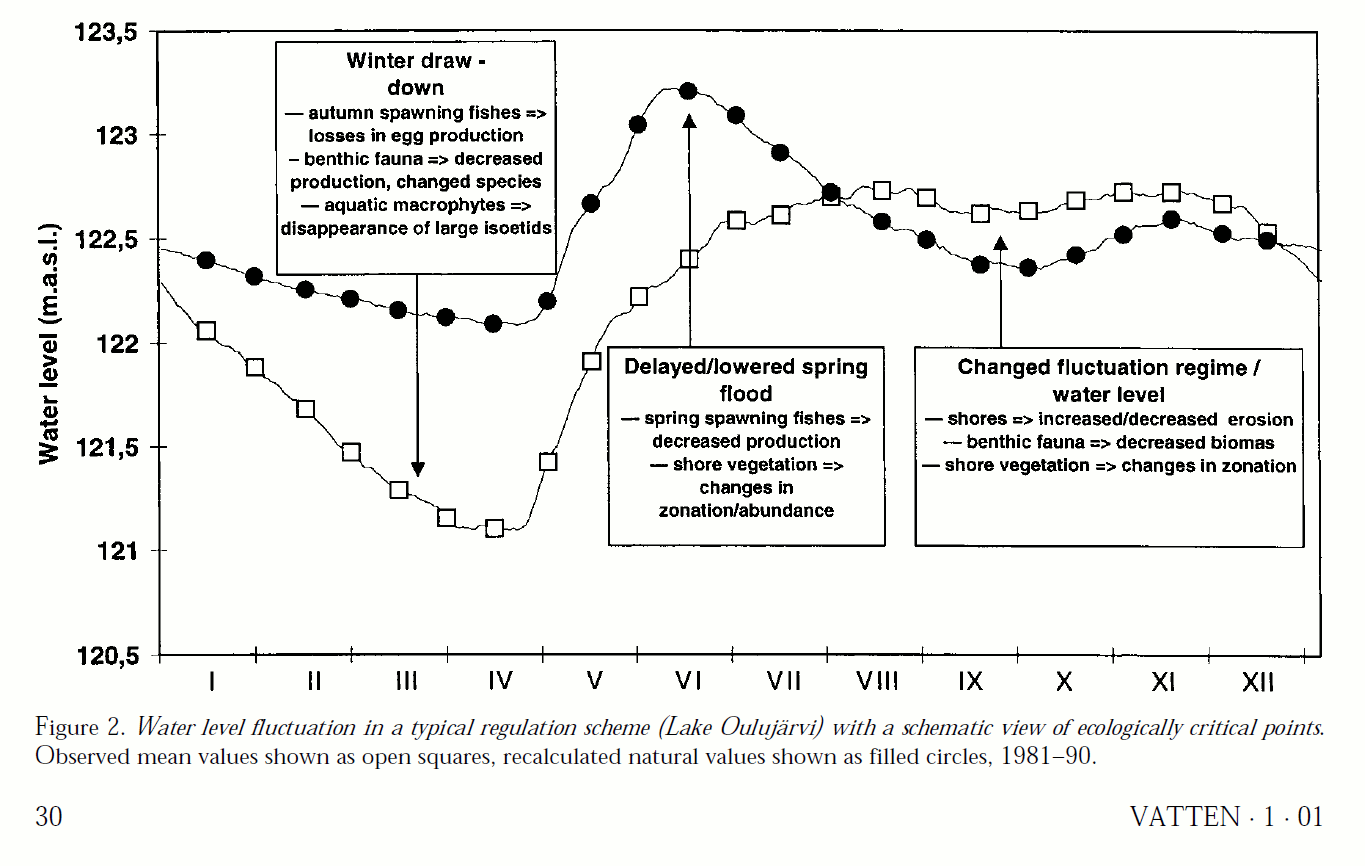 123,5
123
122,5
122
121,5
121
120,5
Water level (m.a.s.l.)
Winter draw -
down
— autumn spawning fishes =>
losses in egg production
– benthic fauna => decreased
production, changed species
— aquatic macrophytes =>
disappearance of large isoetids
Delayed/lowered spring
flood
— spring spawning fishes =>
decreased production
— shore vegetation =>
changes in
zonation/abundance
Changed fluctuation regime /
water level
— shores => increased/decreased erosion
— benthic fauna => decreased biomas
— shore vegetation => changes in zonation
I II III IV V VI VII VIII IX X XI XII
Figure 2. Water level fluctuation in a typical regulation scheme (Lake Oulujärvi) with a schematic view of ecologically critical points.
Observed mean values shown as open squares, recalculated natural values shown as filled circles, 1981–90.
30 VATTEN · 1 · 01